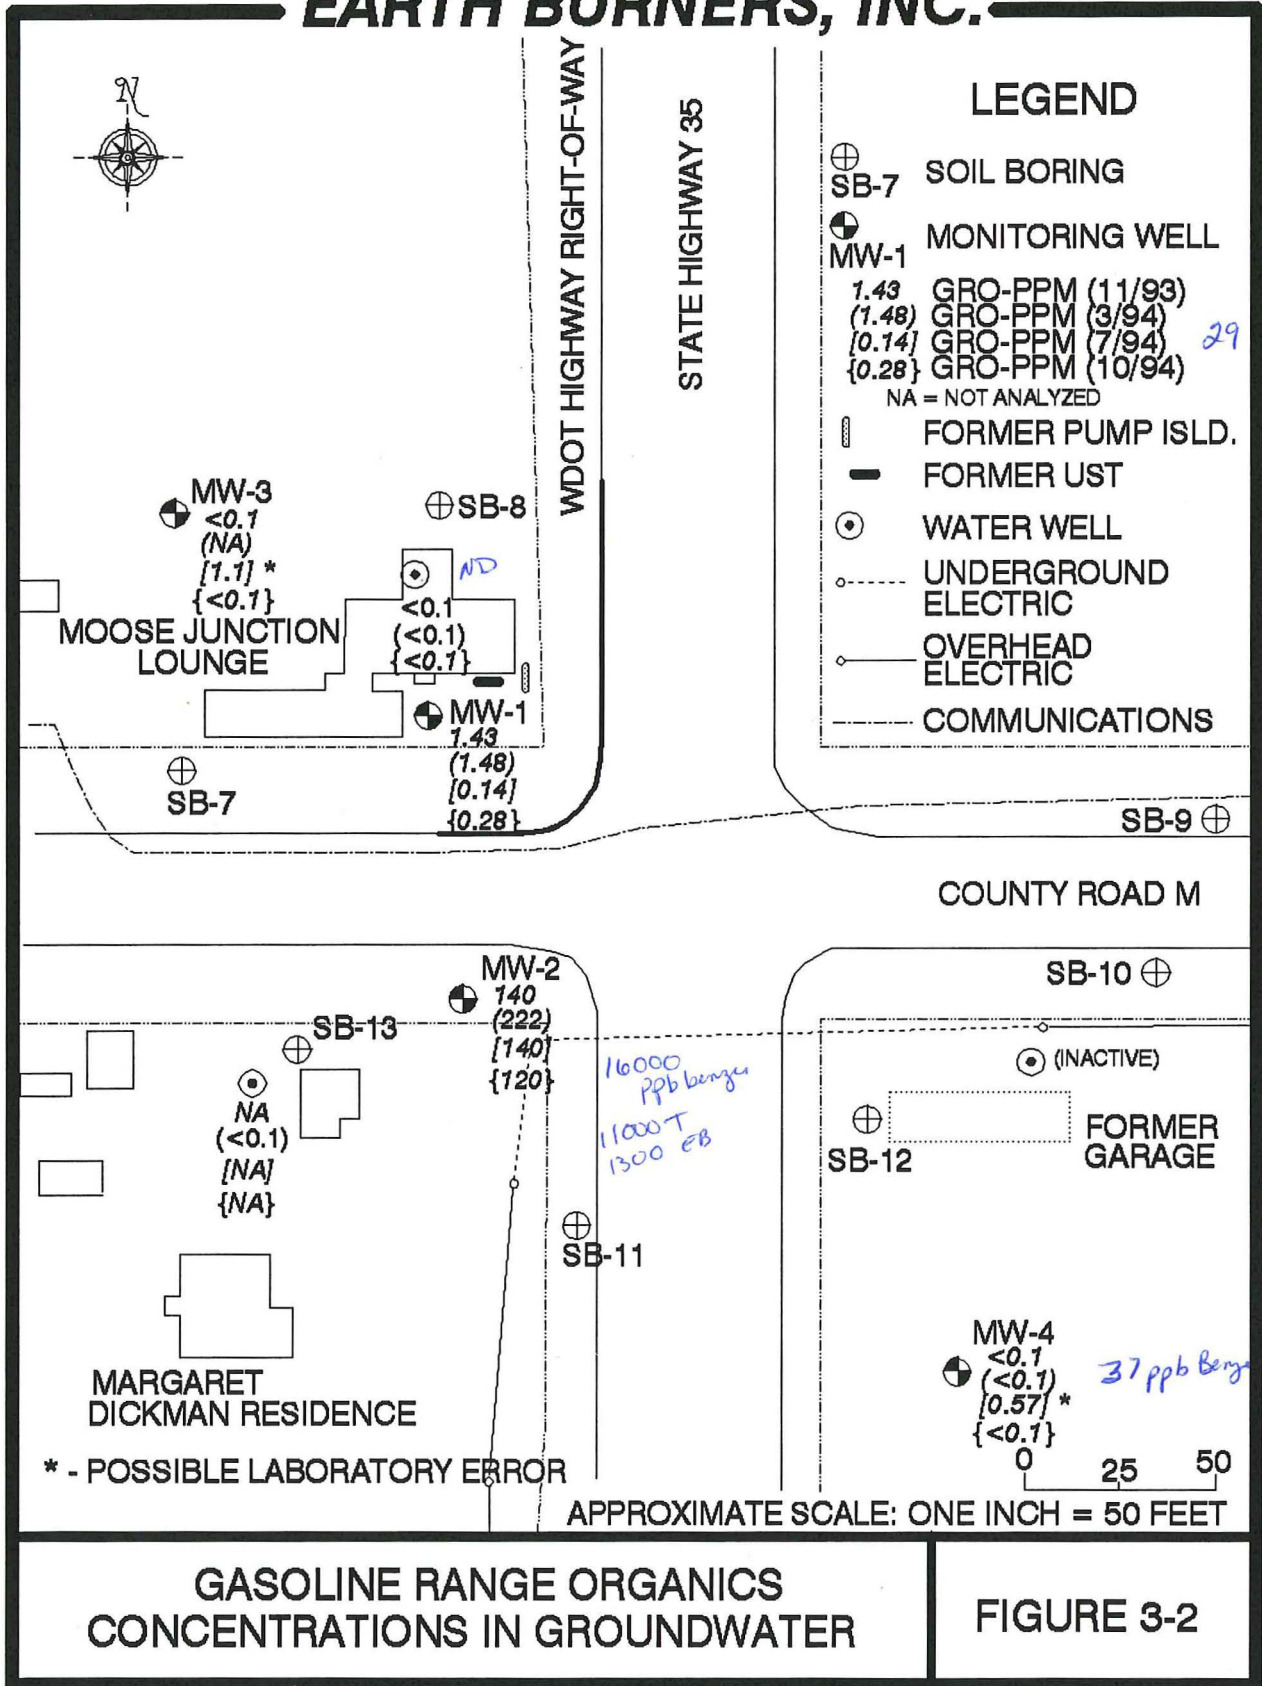 EARTH BURNERS, INC.
N
WDOT HIGHWAY RIGHT-OF-WAY
STATE HIGHWAY 35
LEGEND
SB-7 SOIL BORING
MW-1 MONITORING WELL
1.43 GRO-PPM (11/93)
(1.48) GRO-PPM (3/94)
[0.14] GRO-PPM (7/94) 29
{0.28} GRO-PPM (10/94)
NA = NOT ANALYZED
FORMER PUMP ISLD.
FORMER UST
WATER WELL
UNDERGROUND
ELECTRIC
OVERHEAD
ELECTRIC
COMMUNICATIONS
MW-3
<0.1
(NA)
[1.1] *
{<0.1}
MOOSE JUNCTION
LOUNGE
SB-8
ND
<0.1
(<0.1)
{<0.1}
MW-1
1.43
(1.48)
[0.14]
{0.28}
SB-7
SB-9
COUNTY ROAD M
MW-2
140
(222)
[140]
{120}
16000
ppb benzu
11000 T
1300 EB
SB-10
SB-13
NA
(<0.1)
[NA]
{NA}
(INACTIVE)
SB-12
FORMER
GARAGE
SB-11
MARGARET
DICKMAN RESIDENCE
MW-4
<0.1
(<0.1)
[0.57] *
{<0.1}
37 ppb Benz
* - POSSIBLE LABORATORY ERROR
0 25 50
APPROXIMATE SCALE: ONE INCH = 50 FEET
GASOLINE RANGE ORGANICS
CONCENTRATIONS IN GROUNDWATER
FIGURE 3-2